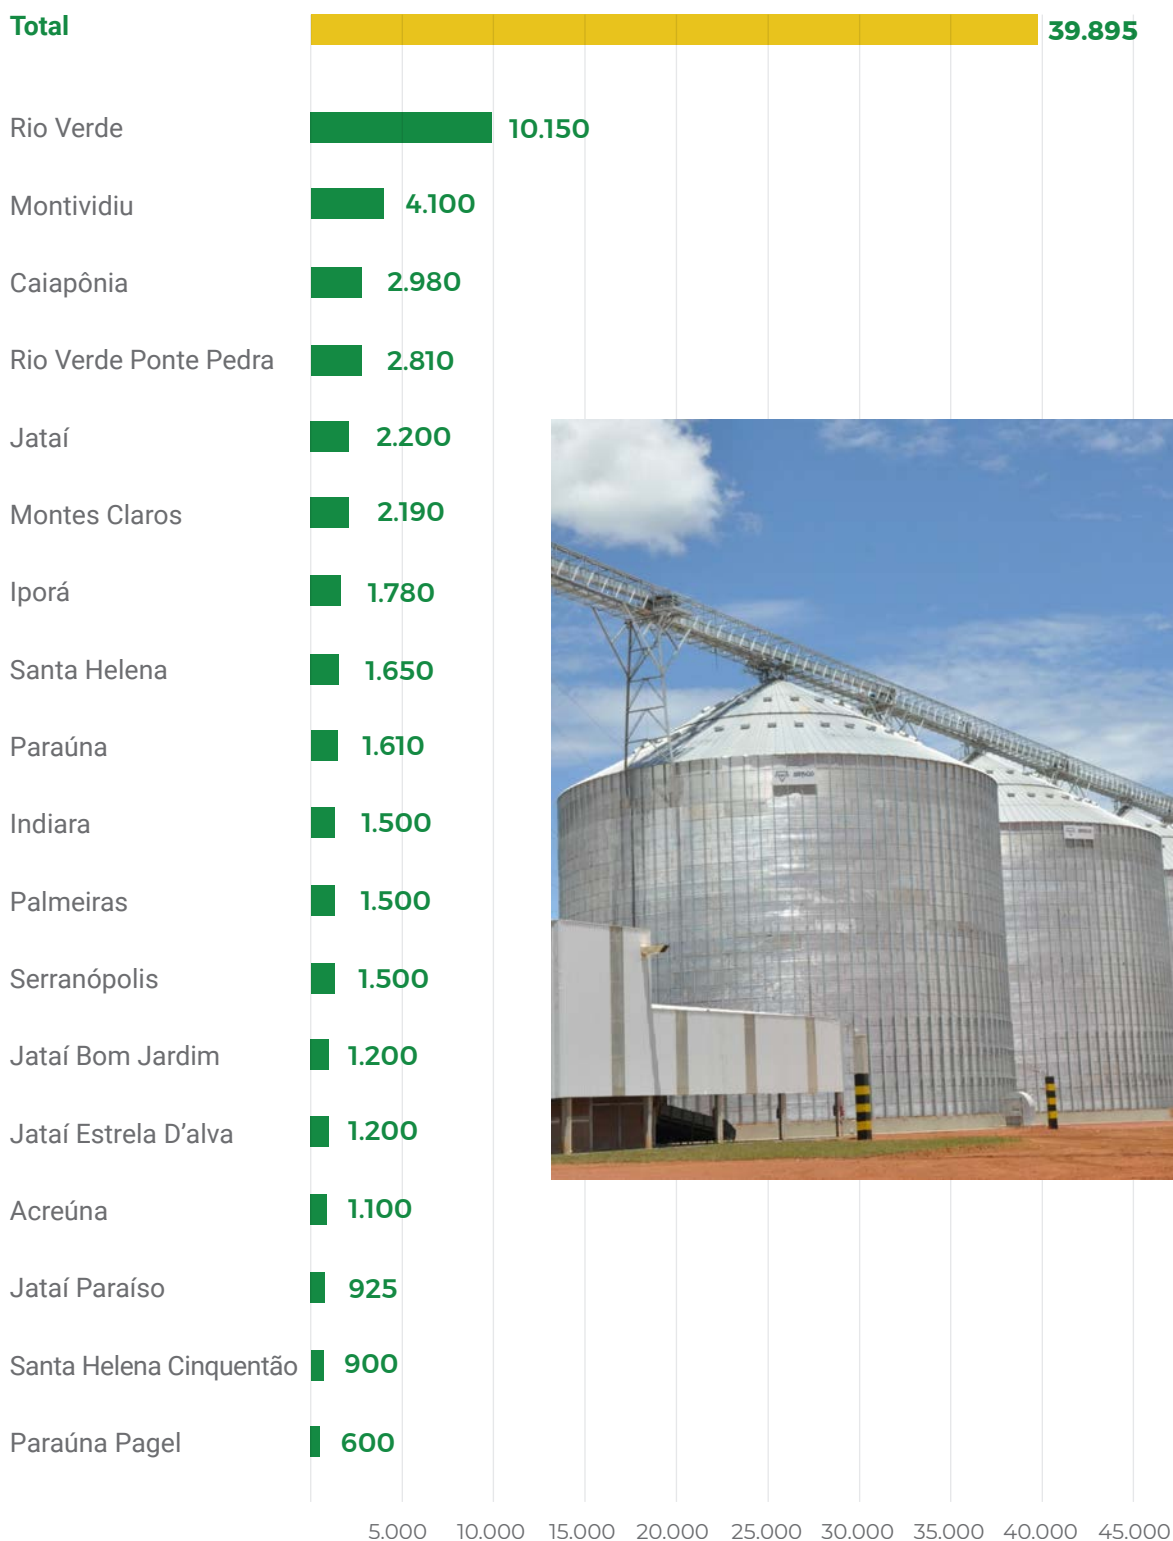 Total 39.895
Rio Verde 10.150
Montividiu 4.100
Caiapônia 2.980
Rio Verde Ponte Pedra 2.810
Jataí 2.200
Montes Claros 2.190
Iporá 1.780
Santa Helena 1.650
Paraúna 1.610
Indiara 1.500
Palmeiras 1.500
Serranópolis 1.500
Jataí Bom Jardim 1.200
Jataí Estrela D’alva 1.200
Acreúna 1.100
Jataí Paraíso 925
Santa Helena Cinquentão 900
Paraúna Pagel 600
5.000 10.000 15.000 20.000 25.000 30.000 35.000 40.000 45.000